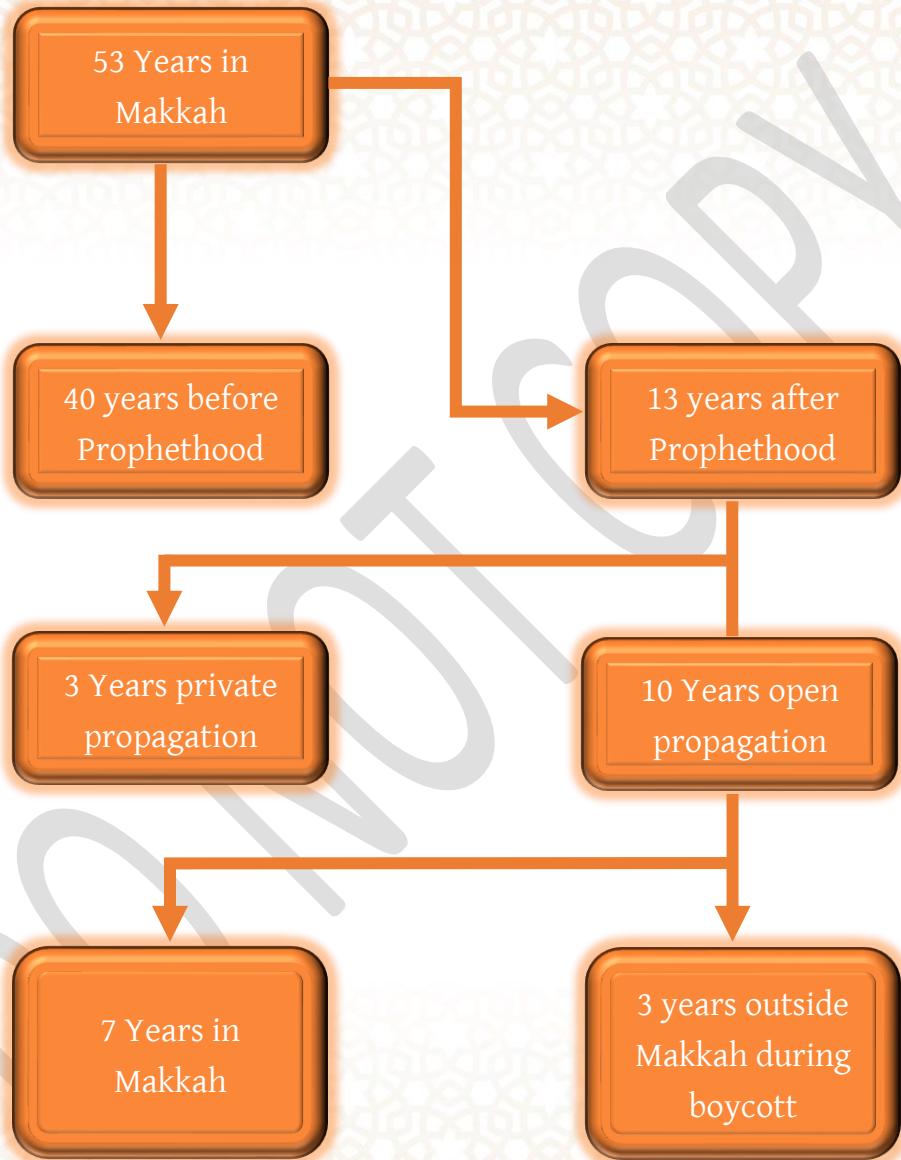 53 Years in
Makkah
40 years before
Prophethood
13 years after
Prophethood
3 Years private
propagation
10 Years open
propagation
7 Years in
Makkah
3 years outside
Makkah during
boycott
DO NOT COPY